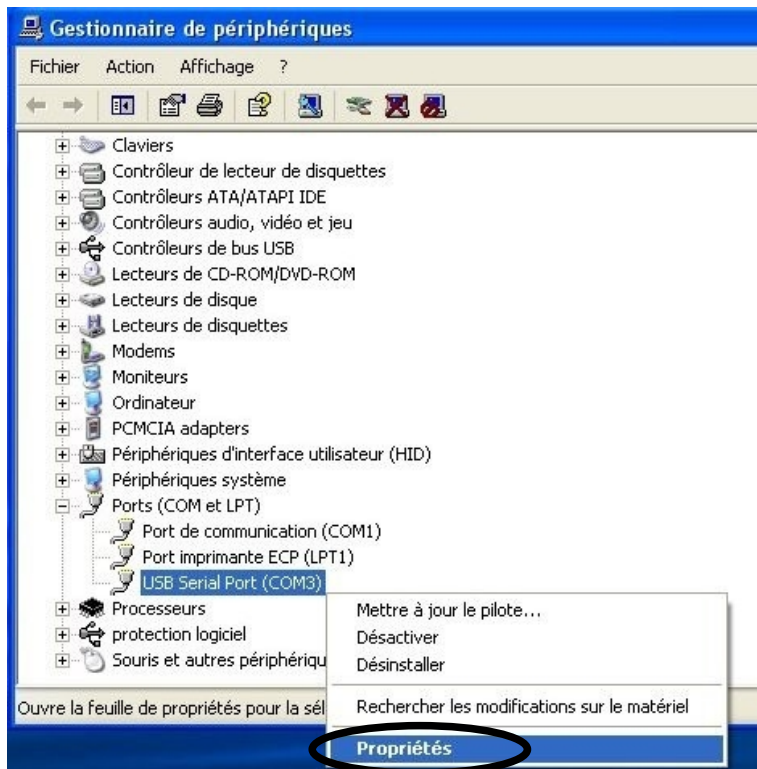 Gestionnaire de périphériques
Fichier Action Affichage ?
Claviers
Contrôleur de lecteur de disquettes
Contrôleurs ATA/ATAPI IDE
Contrôleurs audio, vidéo et jeu
Contrôleurs de bus USB
Lecteurs de CD-ROM/DVD-ROM
Lecteurs de disque
Lecteurs de disquettes
Modems
Moniteurs
Ordinateur
PCMCIA adapters
Périphériques d'interface utilisateur (HID)
Périphériques système
Ports (COM et LPT)
Port de communication (COM1)
Port imprimante ECP (LPT1)
USB Serial Port (COM3)
Processeurs
protection logiciel
Souris et autres périphériqu
Mettre à jour le pilote...
Désactiver
Désinstaller
Rechercher les modifications sur le matériel
Propriétés
Ouvre la feuille de propriétés pour la sél